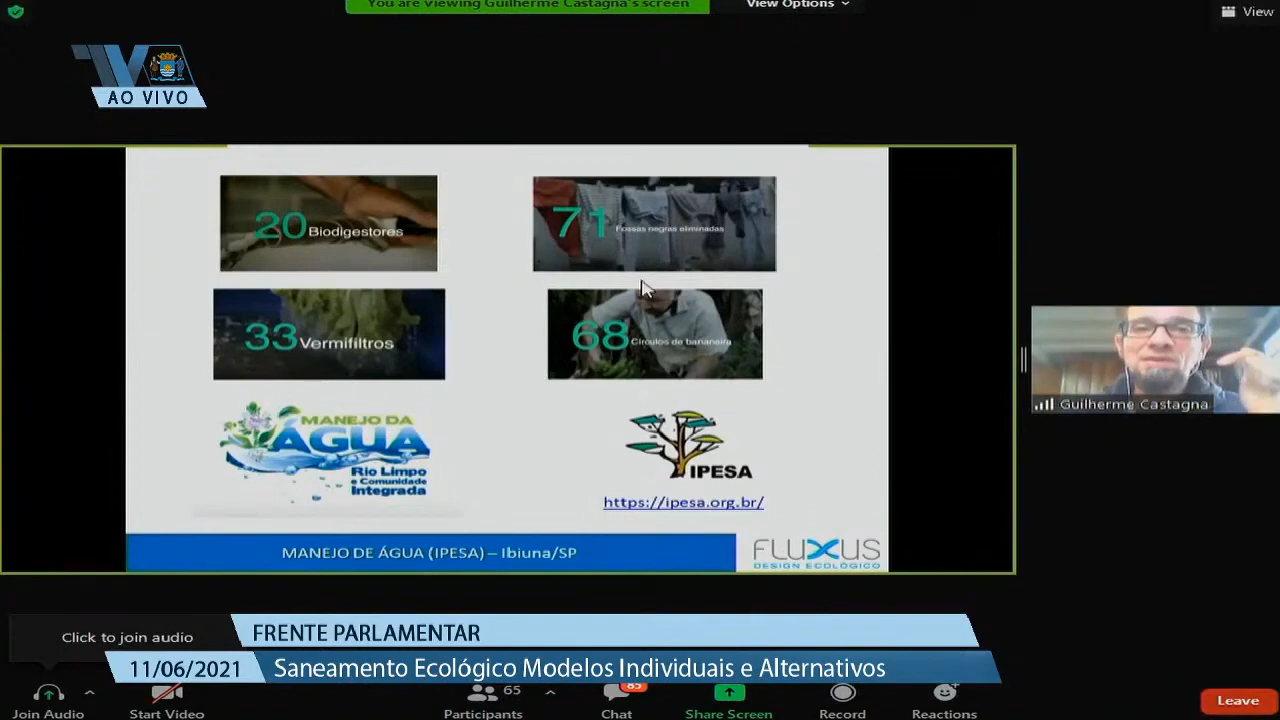 You are viewing Guilherme Castagna's screen
View Options
View
TV
AO VIVO
20 Biodigestores
71 Fossas negras eliminadas
33 Vermifiltros
68 Círculos de bananeira
MANEJO DA
ÁGUA
Rio Limpo
e Comunidade
Integrada
IPESA
https://ipesa.org.br/
MANEJO DE ÁGUA (IPESA) – Ibiuna/SP
FLUXUS
DESIGN ECOLÓGICO
Guilherme Castagna
Click to join audio
FRENTE PARLAMENTAR
11/06/2021
Saneamento Ecológico Modelos Individuais e Alternativos
Join Audio
Start Video
65
Participants
85
Chat
Share Screen
Record
Reactions
Leave